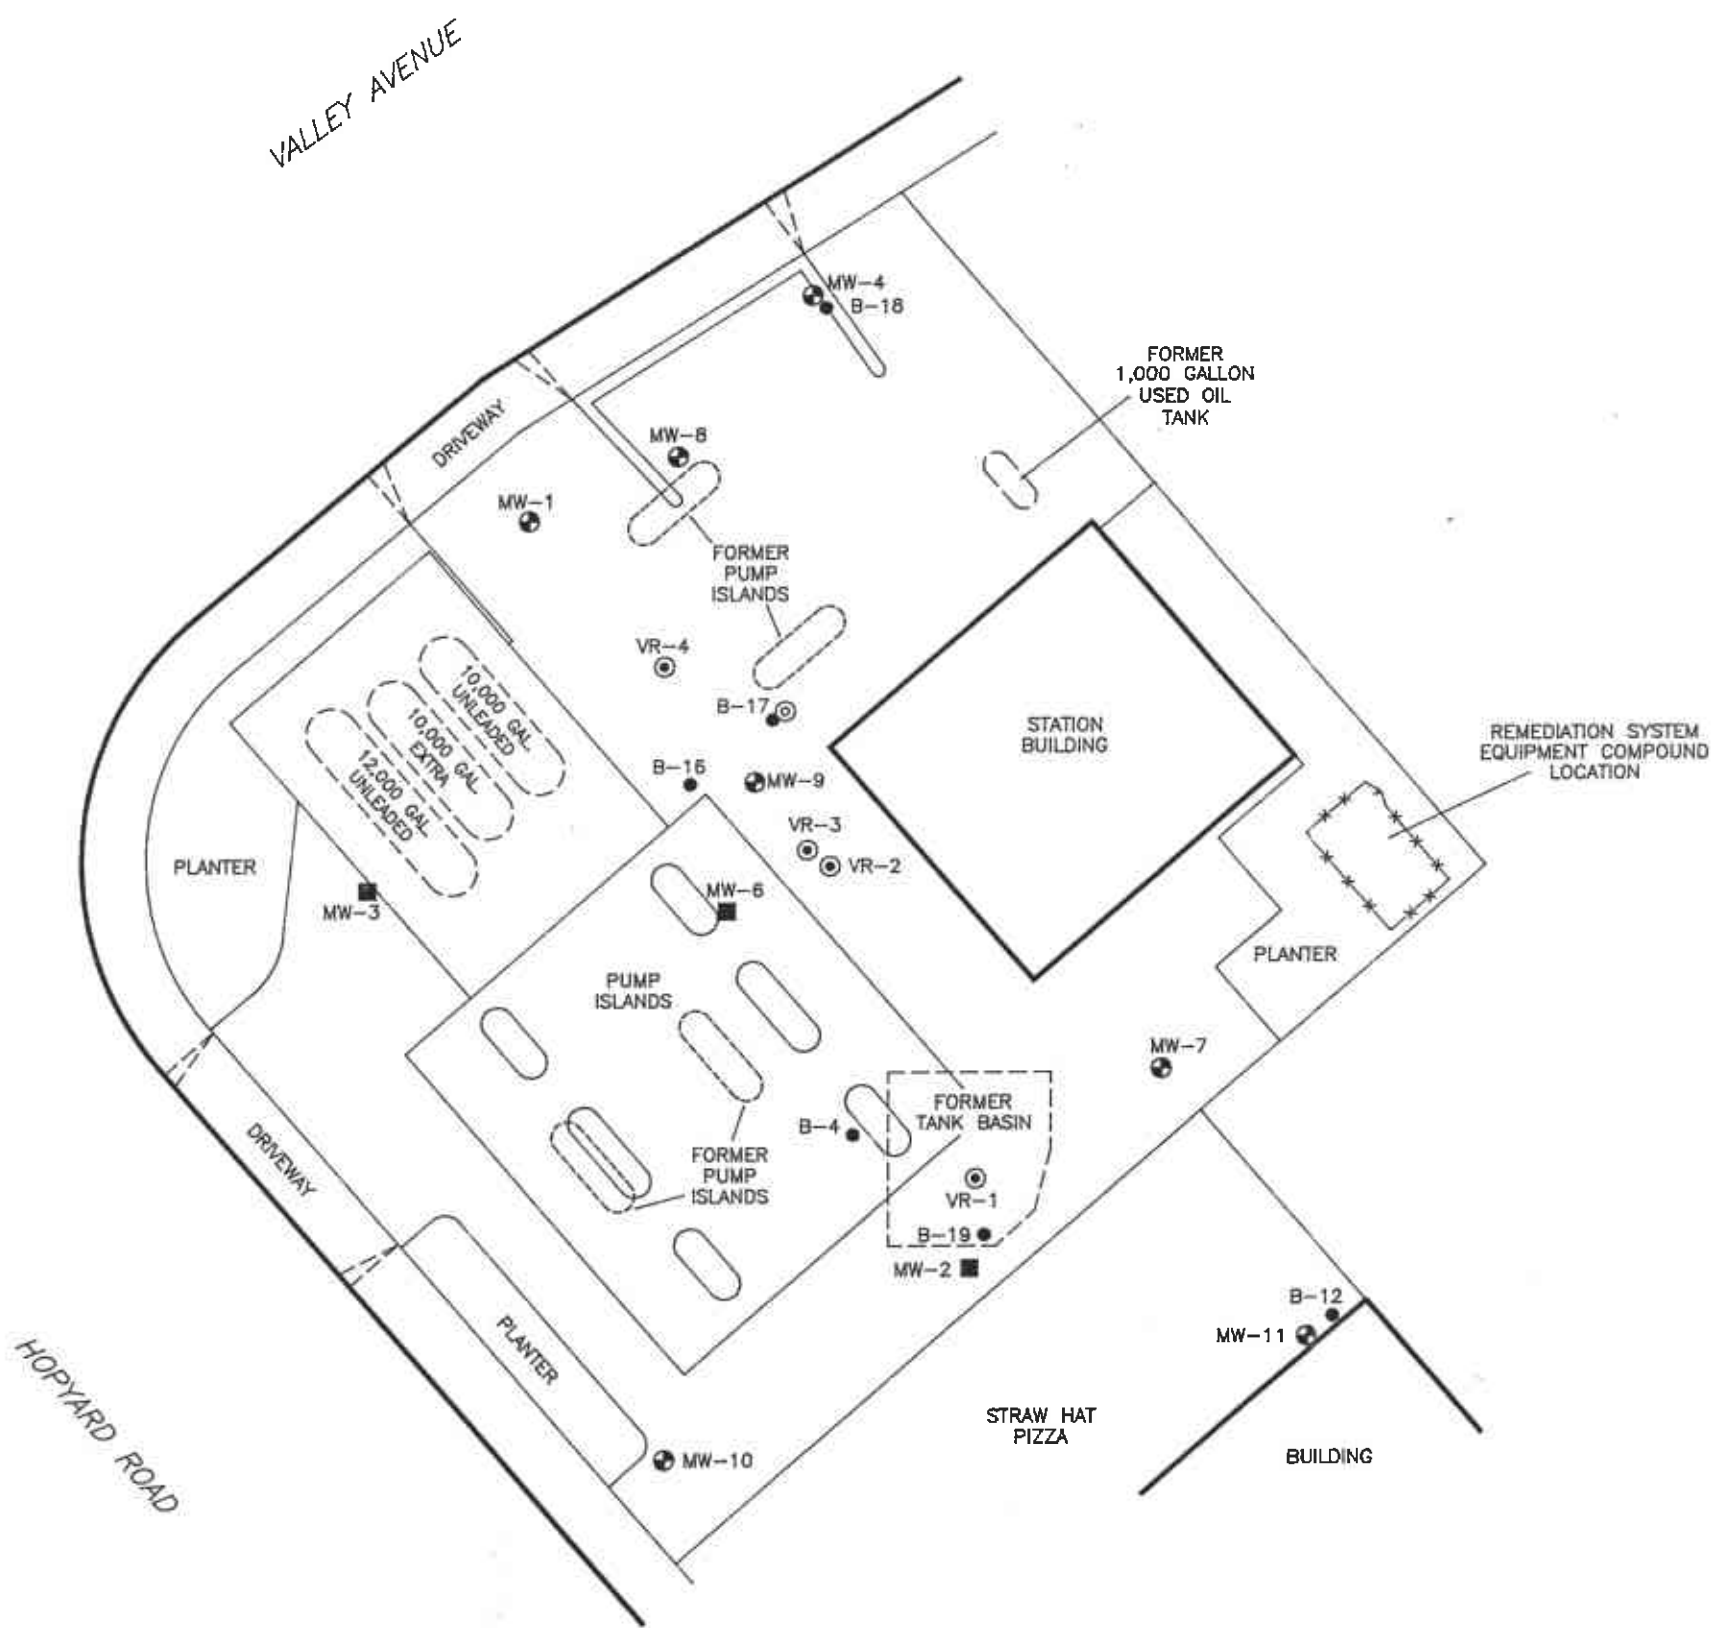 VALLEY AVENUE
MW-4
B-18
FORMER
1,000 GALLON
USED OIL
TANK
DRIVEWAY
MW-8
MW-1
FORMER
PUMP
ISLANDS
VR-4
10,000 GAL.
UNLEADED
10,000 GAL.
EXTRA
12,000 GAL.
UNLEADED
B-17
STATION
BUILDING
REMEDIATION SYSTEM
EQUIPMENT COMPOUND
LOCATION
B-16
MW-9
VR-3
VR-2
PLANTER
MW-3
MW-6
PUMP
ISLANDS
PLANTER
MW-7
FORMER
TANK BASIN
B-4
FORMER
PUMP
ISLANDS
VR-1
B-19
MW-2
DRIVEWAY
PLANTER
B-12
MW-11
HOPYARD ROAD
STRAW HAT
PIZZA
BUILDING
MW-10